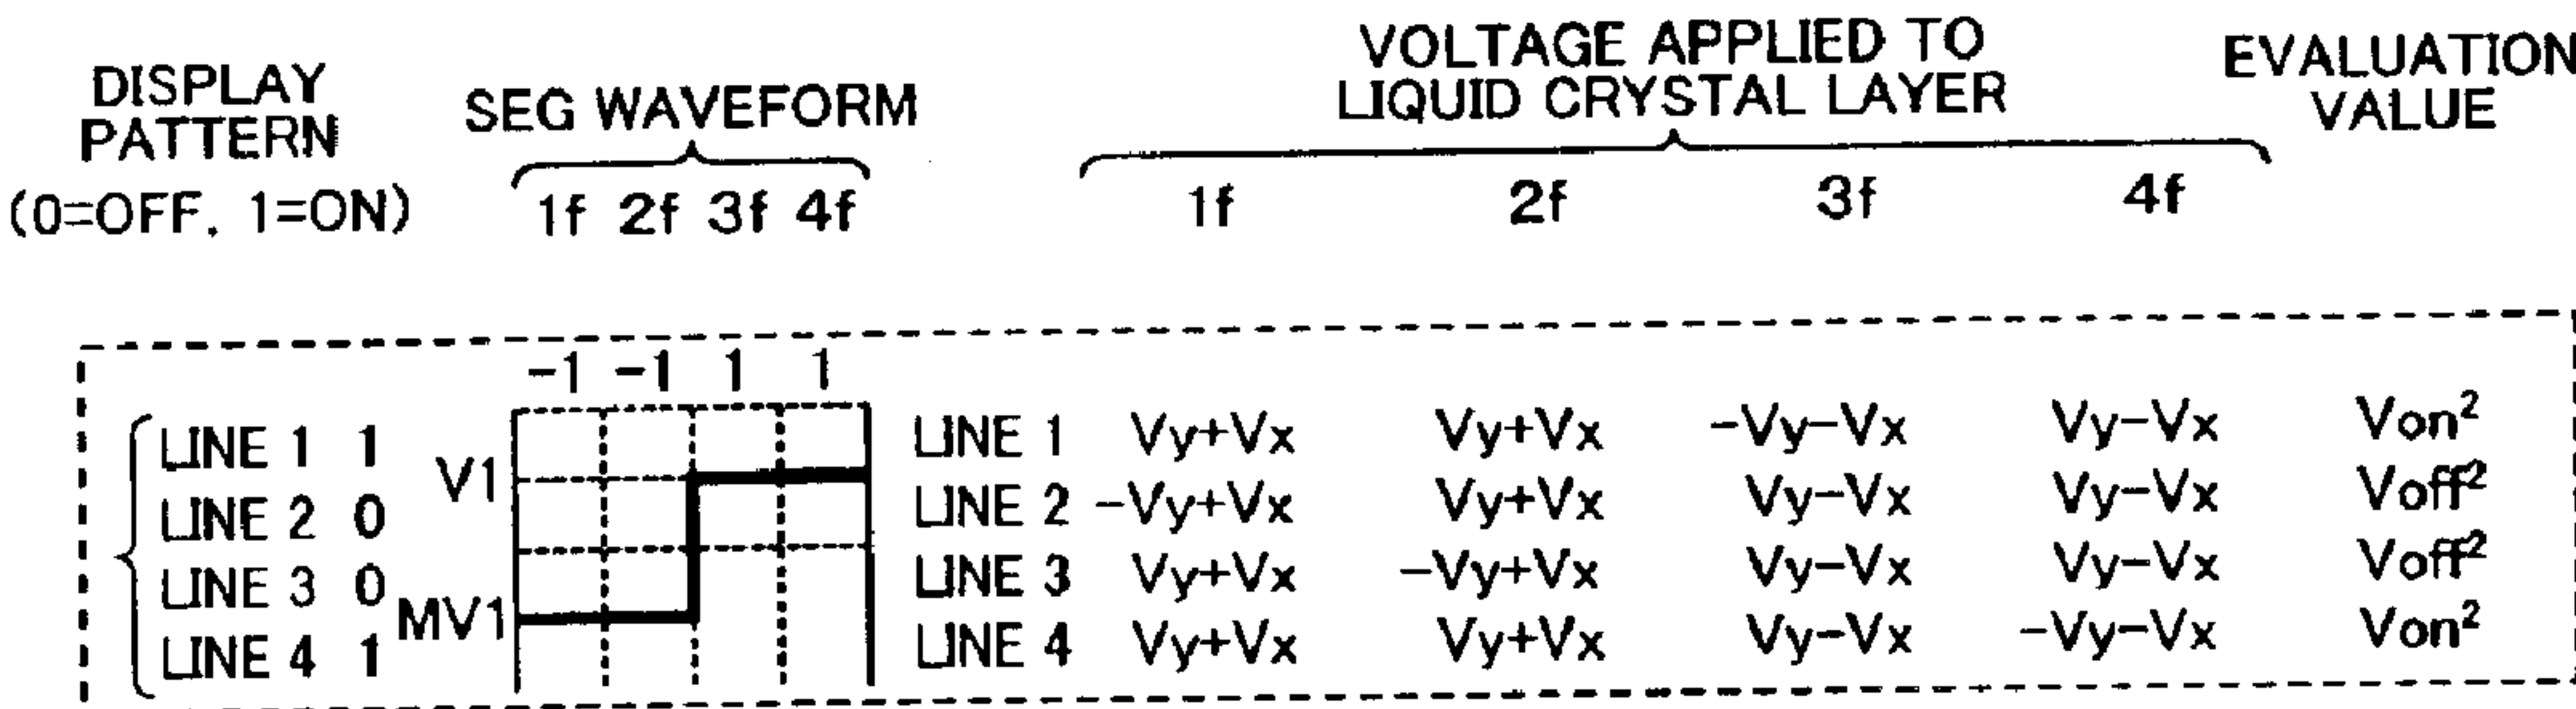 DISPLAY
PATTERN
(0=OFF, 1=ON)
SEG WAVEFORM
1f 2f 3f 4f
VOLTAGE APPLIED TO
LIQUID CRYSTAL LAYER
1f 2f 3f 4f
EVALUATION
VALUE
-1 -1 1 1
LINE 1 1
LINE 2 0
LINE 3 0
LINE 4 1
V1
MV1
LINE 1 Vy+Vx Vy+Vx -Vy-Vx Vy-Vx Von²
LINE 2 -Vy+Vx Vy+Vx Vy-Vx Vy-Vx Voff²
LINE 3 Vy+Vx -Vy+Vx Vy-Vx Vy-Vx Voff²
LINE 4 Vy+Vx Vy+Vx Vy-Vx -Vy-Vx Von²